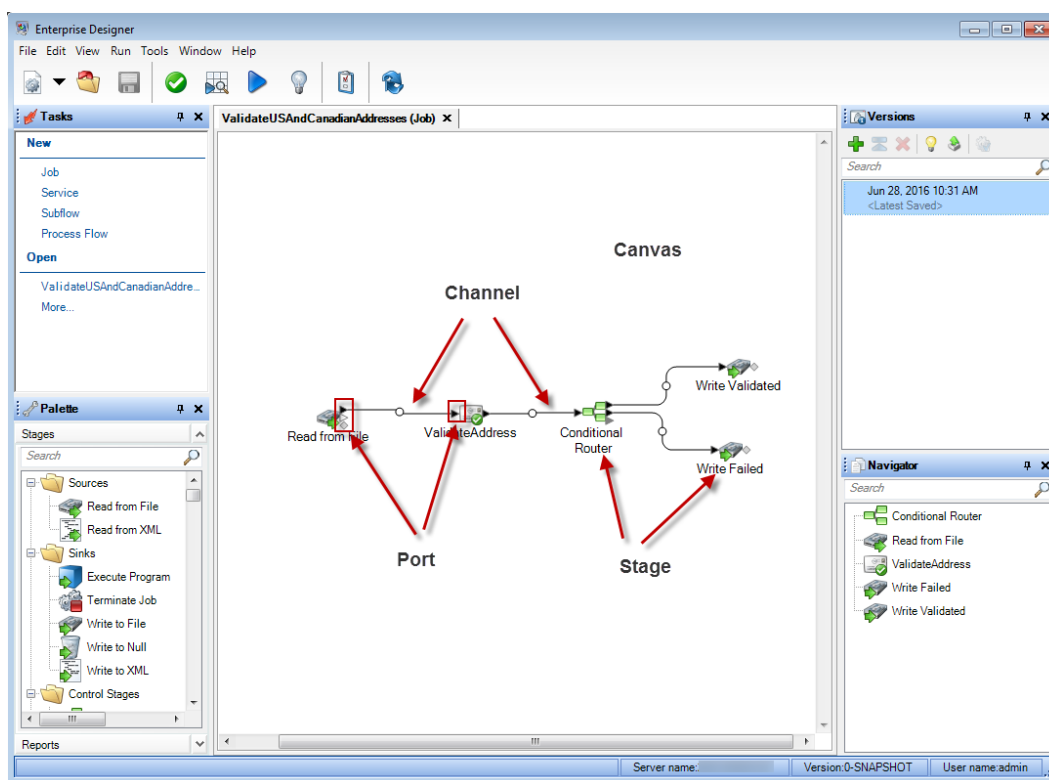 Enterprise Designer
File Edit View Run Tools Window Help
Tasks
New
Job
Service
Subflow
Process Flow
Open
ValidateUSAndCanadianAddre...
More...
Palette
Stages
Search
Sources
Read from File
Read from XML
Sinks
Execute Program
Terminate Job
Write to File
Write to Null
Write to XML
Control Stages
Reports
ValidateUSAndCanadianAddresses (Job)
Canvas
Channel
Write Validated
Read from File
ValidateAddress
Conditional
Router
Write Failed
Port
Stage
Versions
Search
Jun 28, 2016 10:31 AM
<Latest Saved>
Navigator
Search
Conditional Router
Read from File
ValidateAddress
Write Failed
Write Validated
Server name:
Version:0-SNAPSHOT
User name:admin